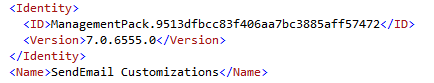 <Identity>
<ID>ManagementPack.9513dfbcc83f406aa7bc3885aff57472</ID>
<Version>7.0.6555.0</Version>
</Identity>
<Name>SendEmail Customizations</Name>